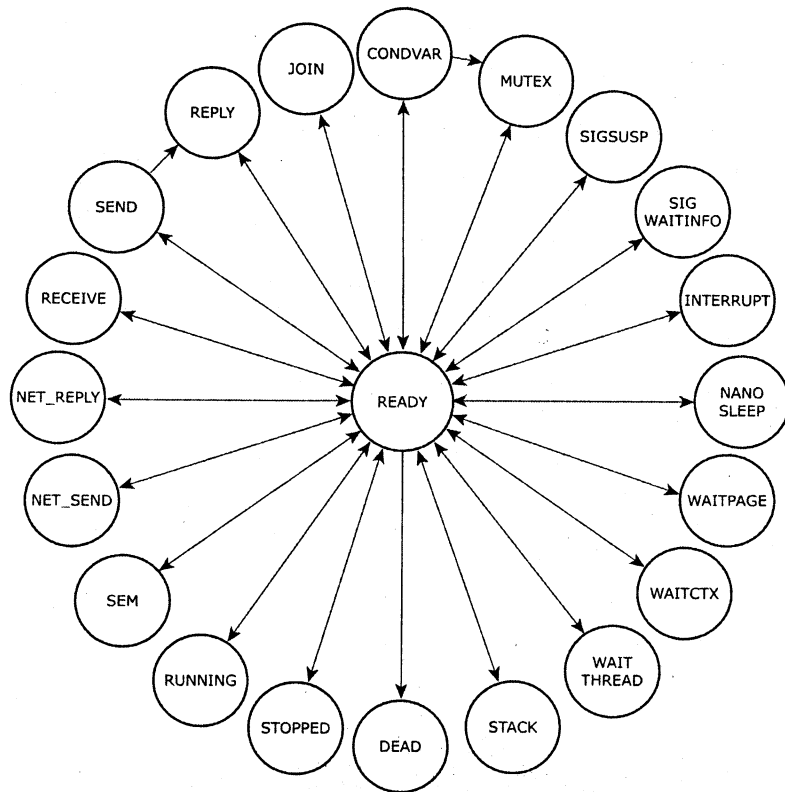 CONDVAR
JOIN
MUTEX
REPLY
SIGSUSP
SEND
SIG
WAITINFO
RECEIVE
INTERRUPT
NET_REPLY
READY
NANO
SLEEP
NET_SEND
WAITPAGE
SEM
WAITCTX
RUNNING
WAIT
THREAD
STOPPED
DEAD
STACK